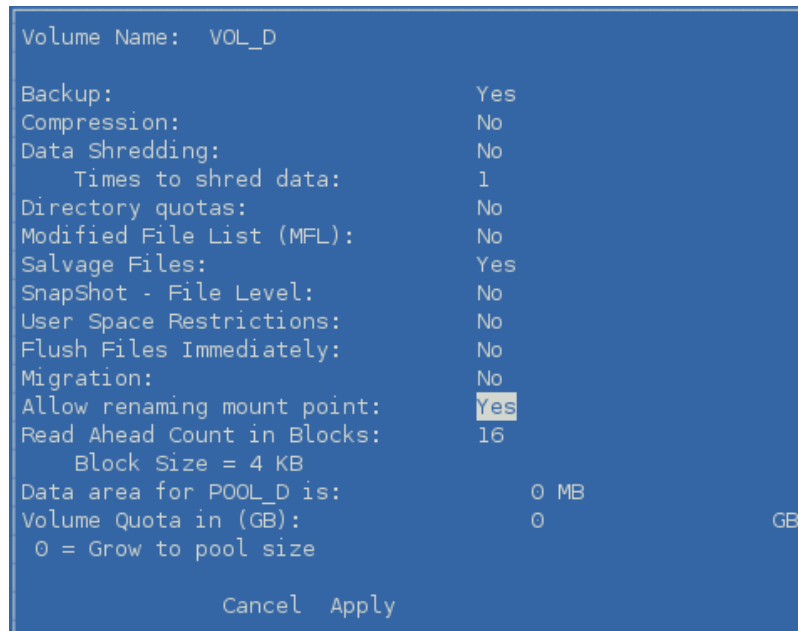 Volume Name: VOL_D
Backup: Yes
Compression: No
Data Shredding: No
Times to shred data: 1
Directory quotas: No
Modified File List (MFL): No
Salvage Files: Yes
SnapShot - File Level: No
User Space Restrictions: No
Flush Files Immediately: No
Migration: No
Allow renaming mount point: Yes
Read Ahead Count in Blocks: 16
Block Size = 4 KB
Data area for POOL_D is: 0 MB
Volume Quota in (GB): 0 GB
0 = Grow to pool size
Cancel Apply